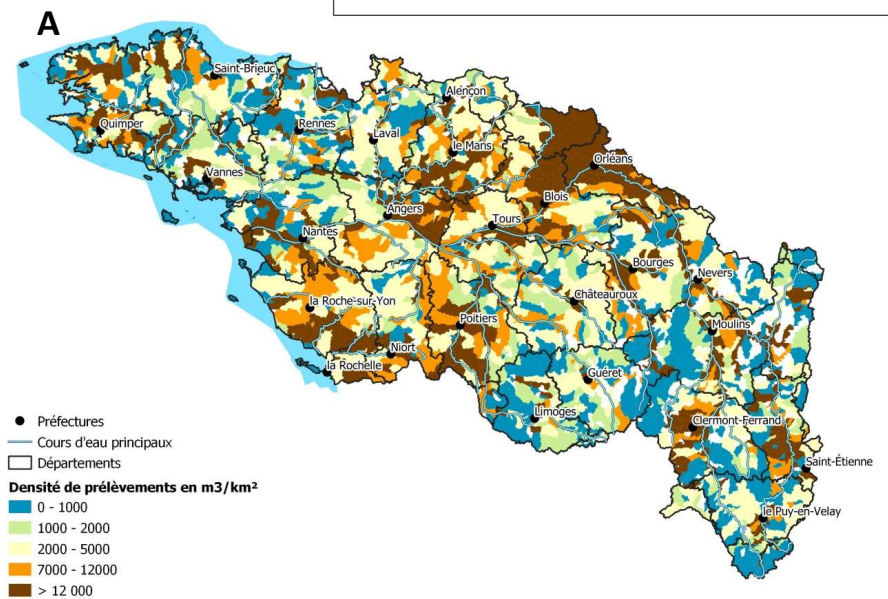 A
Saint-Brieuc
Alençon
Quimper
Rennes
Laval
le Mans
Orléans
Vannes
Blois
Angers
Tours
Nantes
Bourges
Nevers
la Roche-sur-Yon
Châteauroux
Poitiers
Moulins
Niort
la Rochelle
Guéret
Limoges
Clermont-Ferrand
Saint-Étienne
le Puy-en-Velay
Préfectures
Cours d'eau principaux
Départements
Densité de prélèvements en m3/km²
0 - 1000
1000 - 2000
2000 - 5000
7000 - 12000
> 12 000